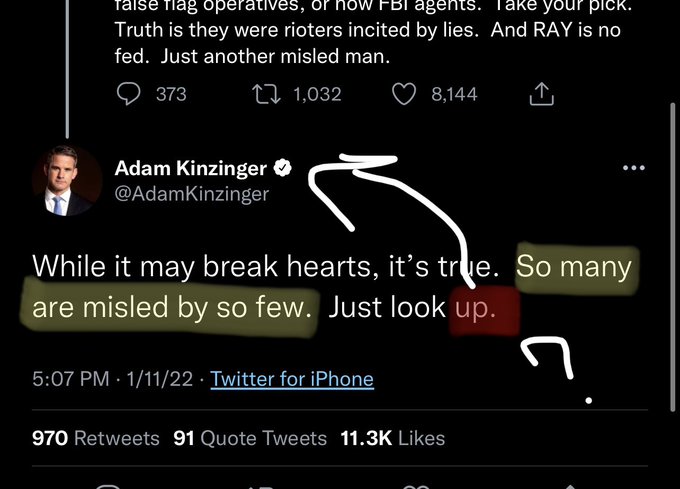 false flag operatives, or now FBI agents.  Take your pick.
Truth is they were rioters incited by lies.  And RAY is no
fed.  Just another misled man.
373 1,032 8,144
Adam Kinzinger
@AdamKinzinger
While it may break hearts, it’s true.  So many
are misled by so few.  Just look up.
?
5:07 PM · 1/11/22 · Twitter for iPhone
970 Retweets 91 Quote Tweets 11.3K Likes